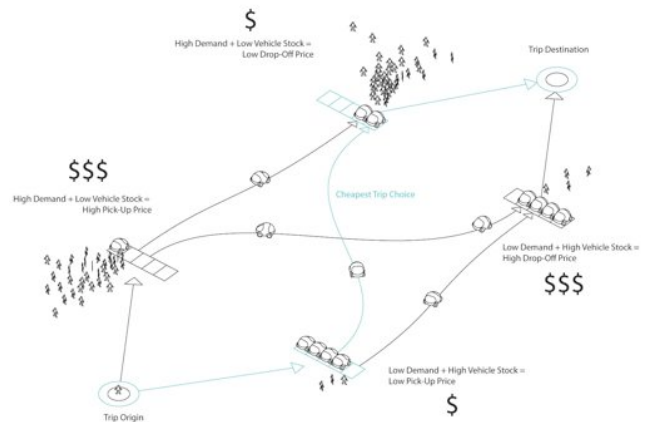 $
High Demand + Low Vehicle Stock =
Low Drop-Off Price
Trip Destination
$$$
High Demand + Low Vehicle Stock =
High Pick-Up Price
Cheapest Trip Choice
Low Demand + High Vehicle Stock =
High Drop-Off Price
$$$
Low Demand + High Vehicle Stock =
Low Pick-Up Price
$
Trip Origin